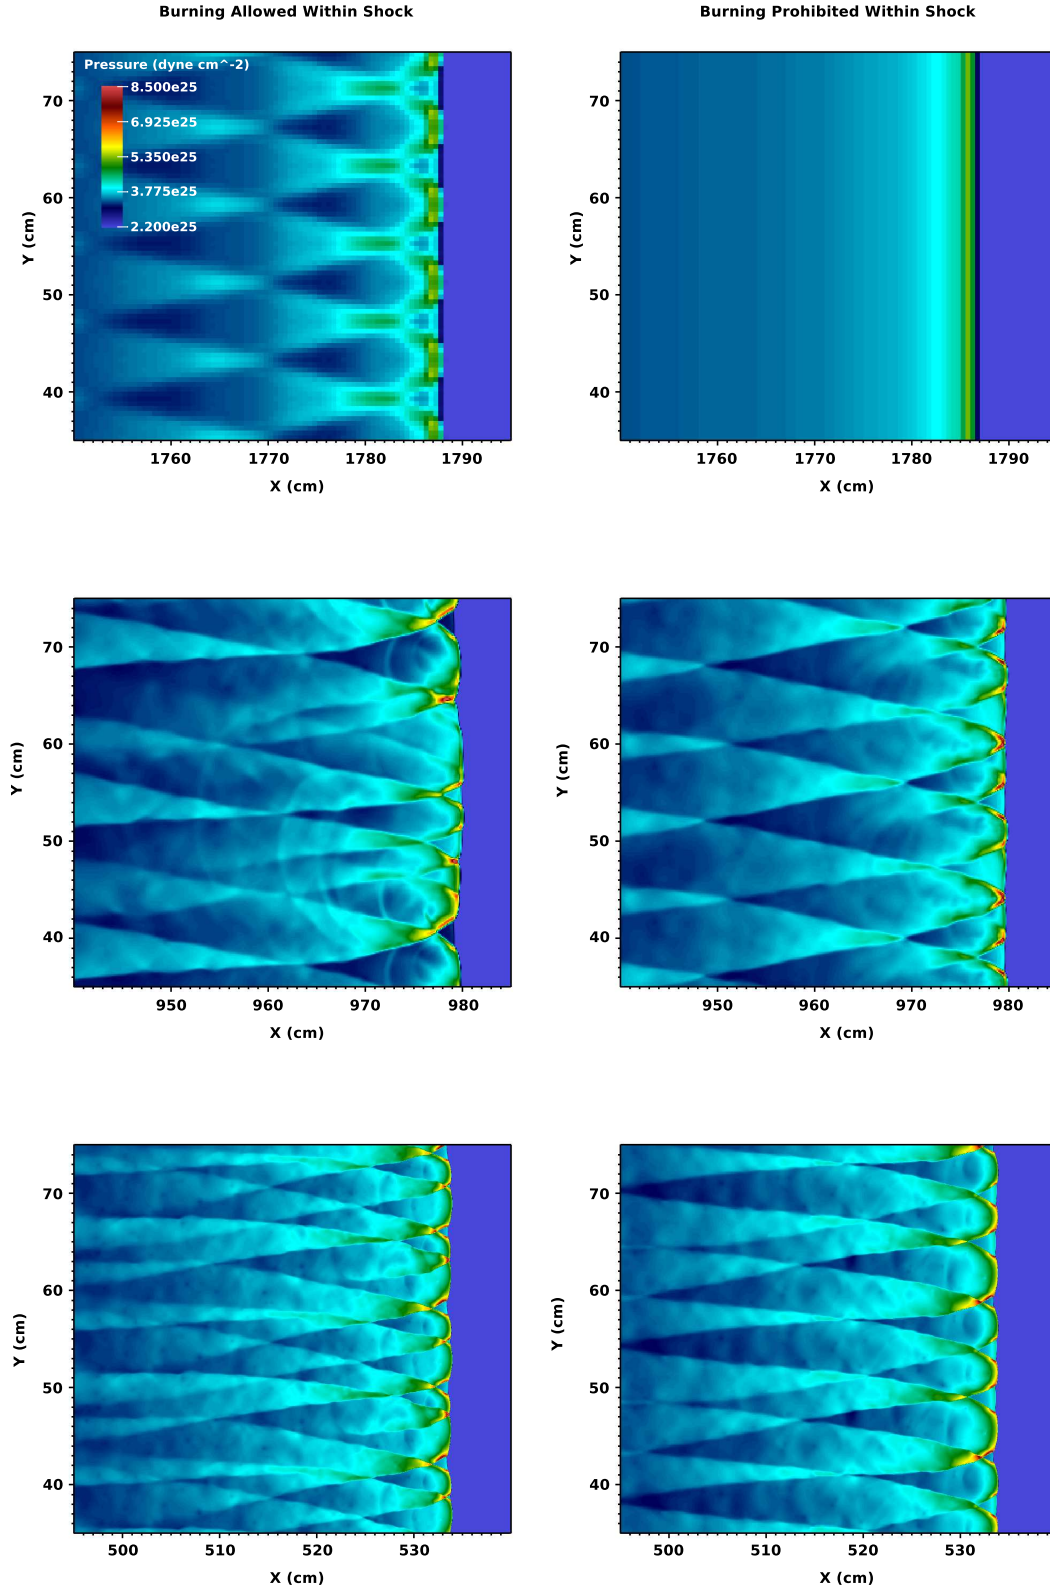 Burning Allowed Within Shock
Burning Prohibited Within Shock
Pressure (dyne cm^-2)
8.500e25
6.925e25
5.350e25
3.775e25
2.200e25
70
60
50
40
Y (cm)
1760 1770 1780 1790
X (cm)
70
60
50
40
Y (cm)
1760 1770 1780 1790
X (cm)
70
60
50
40
Y (cm)
950 960 970 980
X (cm)
70
60
50
40
Y (cm)
950 960 970 980
X (cm)
70
60
50
40
Y (cm)
500 510 520 530
X (cm)
70
60
50
40
Y (cm)
500 510 520 530
X (cm)